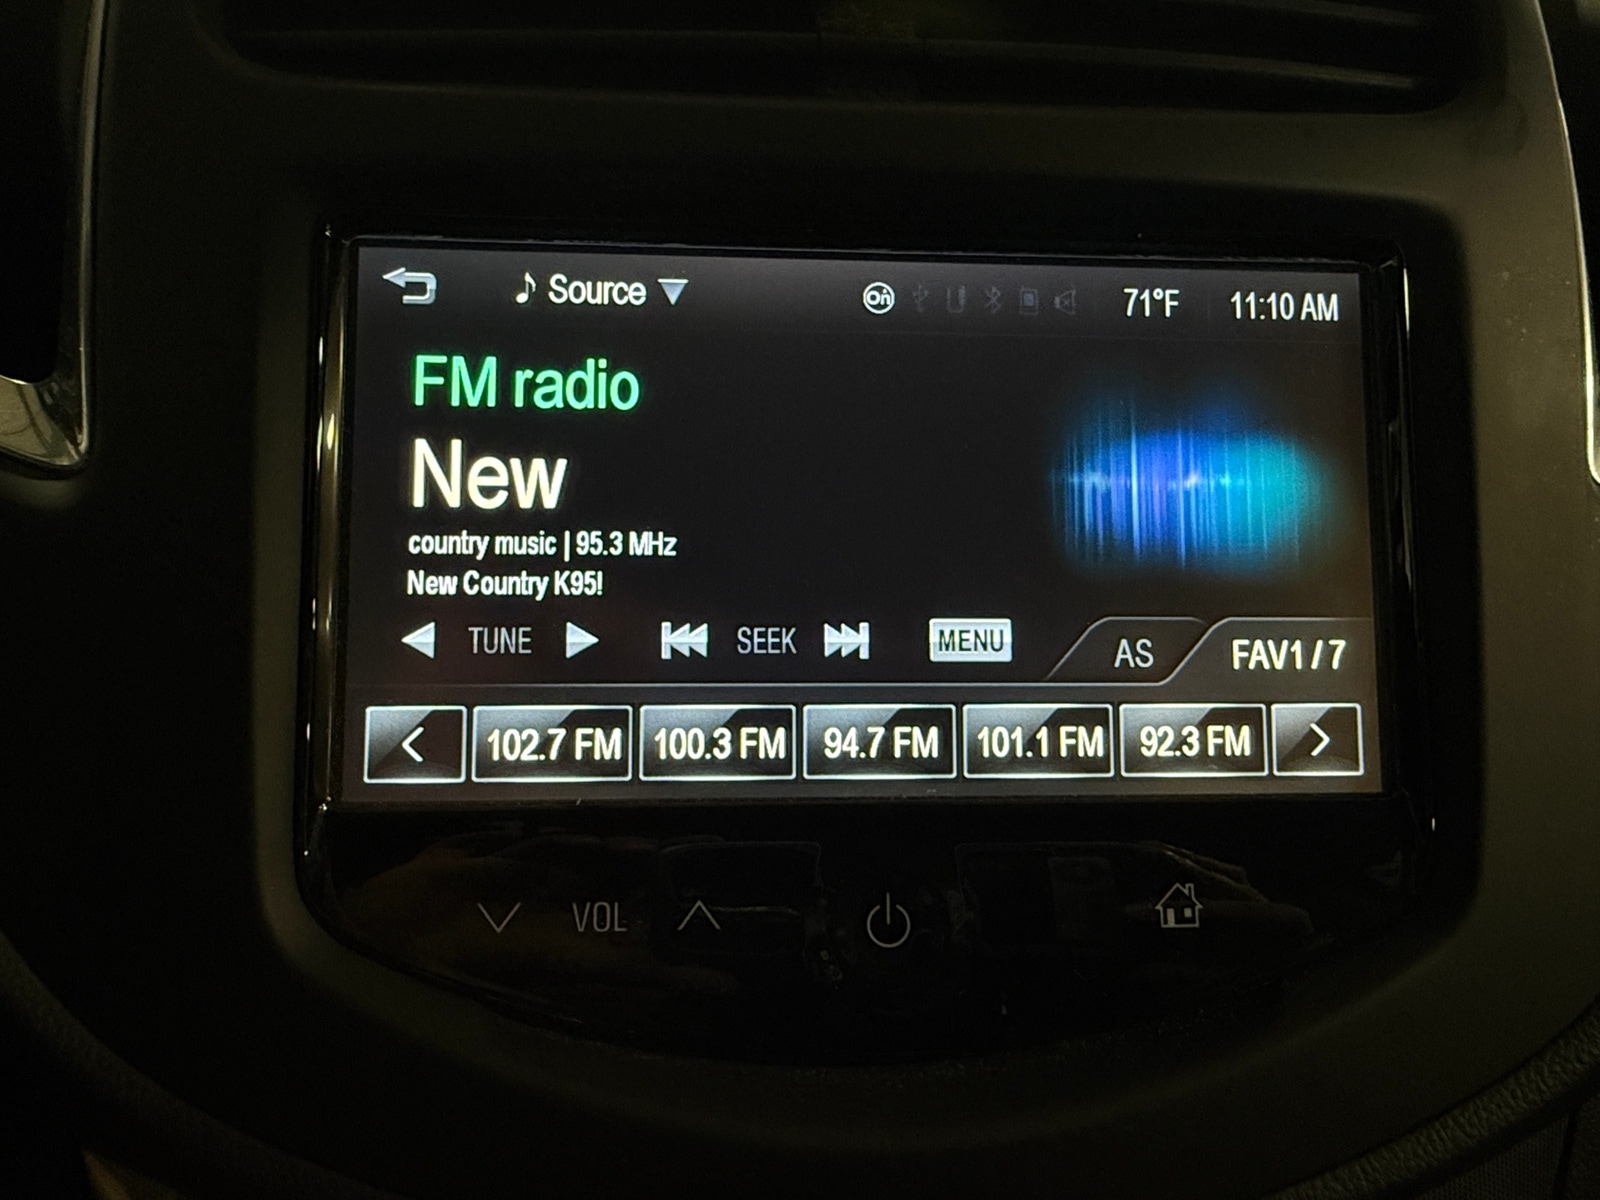 Source
On 71°F 11:10 AM
FM radio
New
country music | 95.3 MHz
New Country K95!
TUNE SEEK MENU AS FAV1 / 7
< 102.7 FM 100.3 FM 94.7 FM 101.1 FM 92.3 FM >
VOL